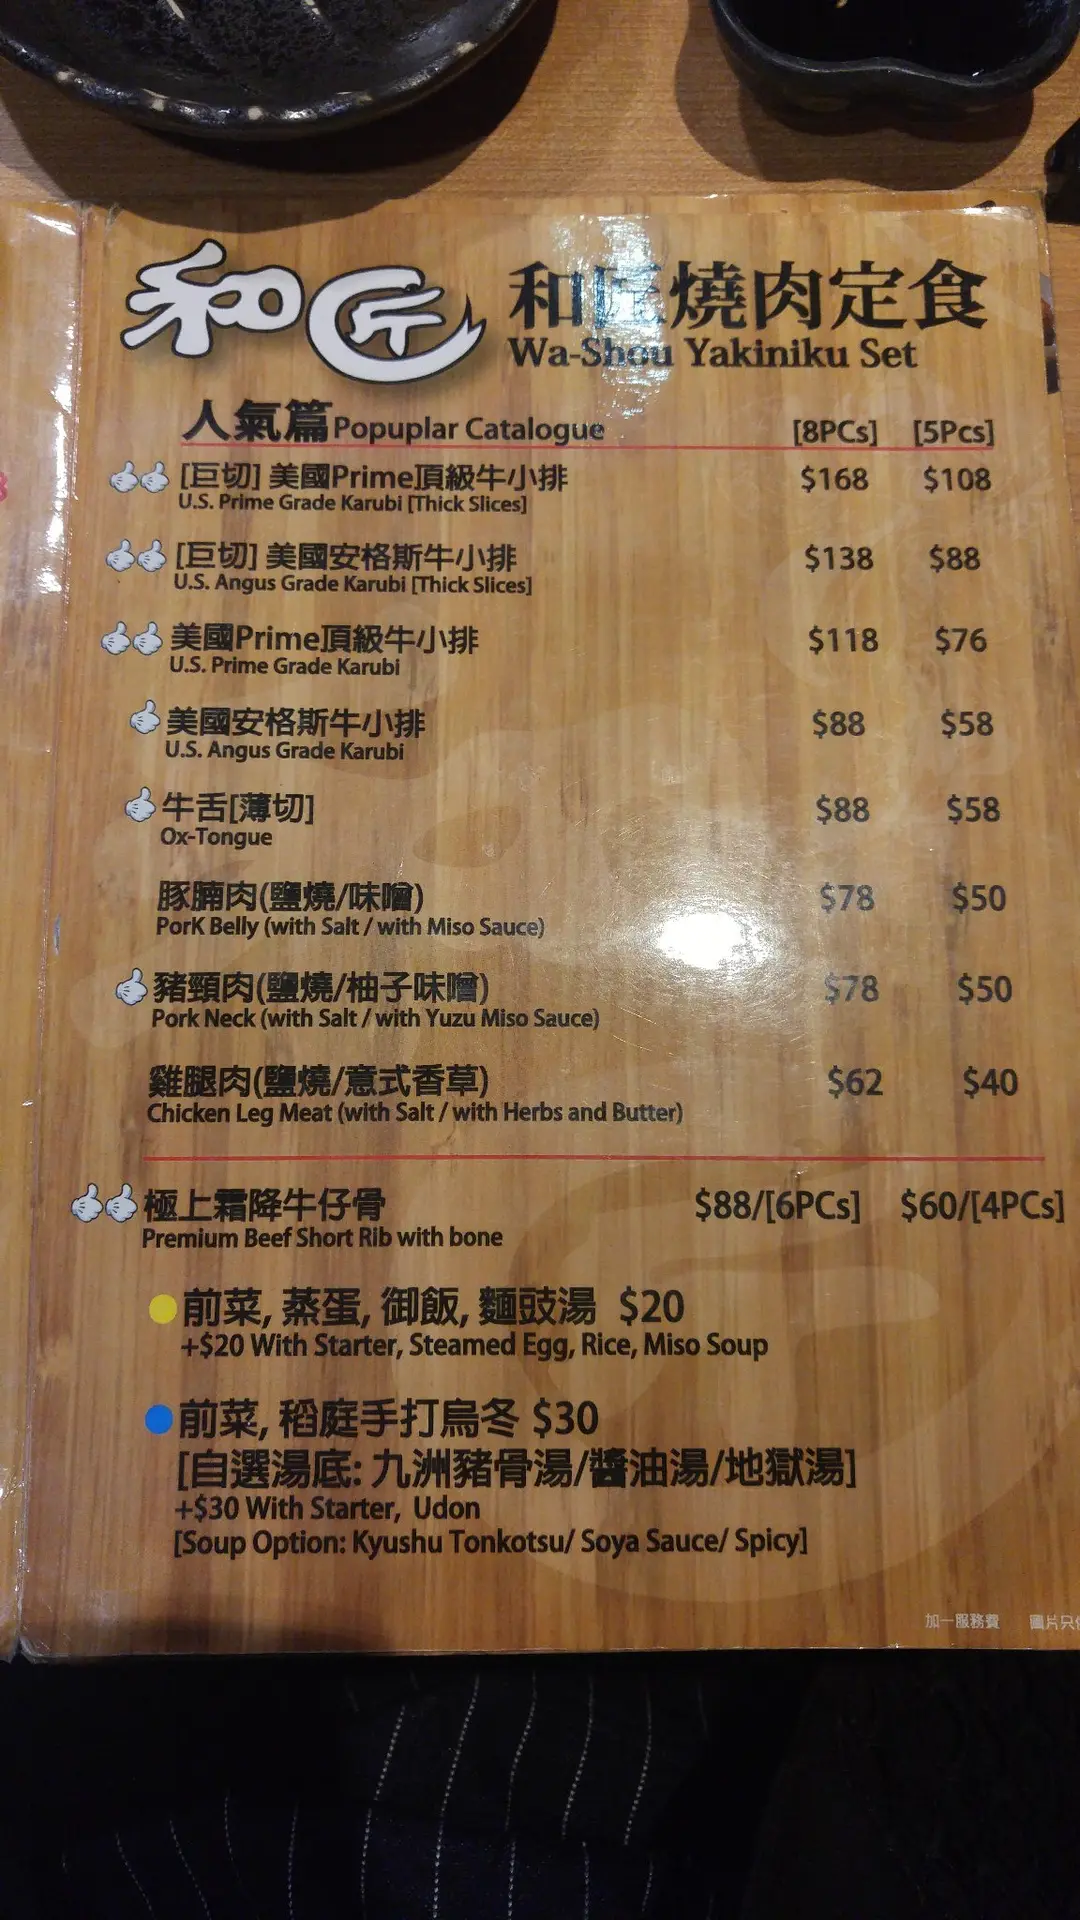 和匠 和匠燒肉定食
Wa-Shou Yakiniku Set
人氣篇 Popuplar Catalogue [8PCs] [5Pcs]
[巨切] 美國Prime頂級牛小排 $168 $108
U.S. Prime Grade Karubi [Thick Slices]
[巨切] 美國安格斯牛小排 $138 $88
U.S. Angus Grade Karubi [Thick Slices]
美國Prime頂級牛小排 $118 $76
U.S. Prime Grade Karubi
美國安格斯牛小排 $88 $58
U.S. Angus Grade Karubi
牛舌[薄切] $88 $58
Ox-Tongue
豚腩肉(鹽燒/味噌) $78 $50
PorK Belly (with Salt / with Miso Sauce)
豬頸肉(鹽燒/柚子味噌) $78 $50
Pork Neck (with Salt / with Yuzu Miso Sauce)
雞腿肉(鹽燒/意式香草) $62 $40
Chicken Leg Meat (with Salt / with Herbs and Butter)
極上霜降牛仔骨 $88/[6PCs] $60/[4PCs]
Premium Beef Short Rib with bone
前菜, 蒸蛋, 御飯, 麵豉湯 $20
+$20 With Starter, Steamed Egg, Rice, Miso Soup
前菜, 稻庭手打烏冬 $30
[自選湯底: 九洲豬骨湯/醬油湯/地獄湯]
+$30 With Starter, Udon
[Soup Option: Kyushu Tonkotsu/ Soya Sauce/ Spicy]
加一服務費 圖片只